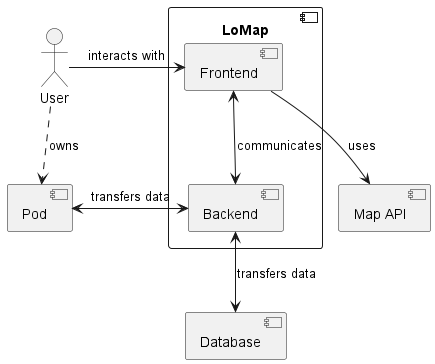 LoMap
interacts with
Frontend
User
owns
communicates
uses
transfers data
Pod
Backend
Map API
transfers data
Database